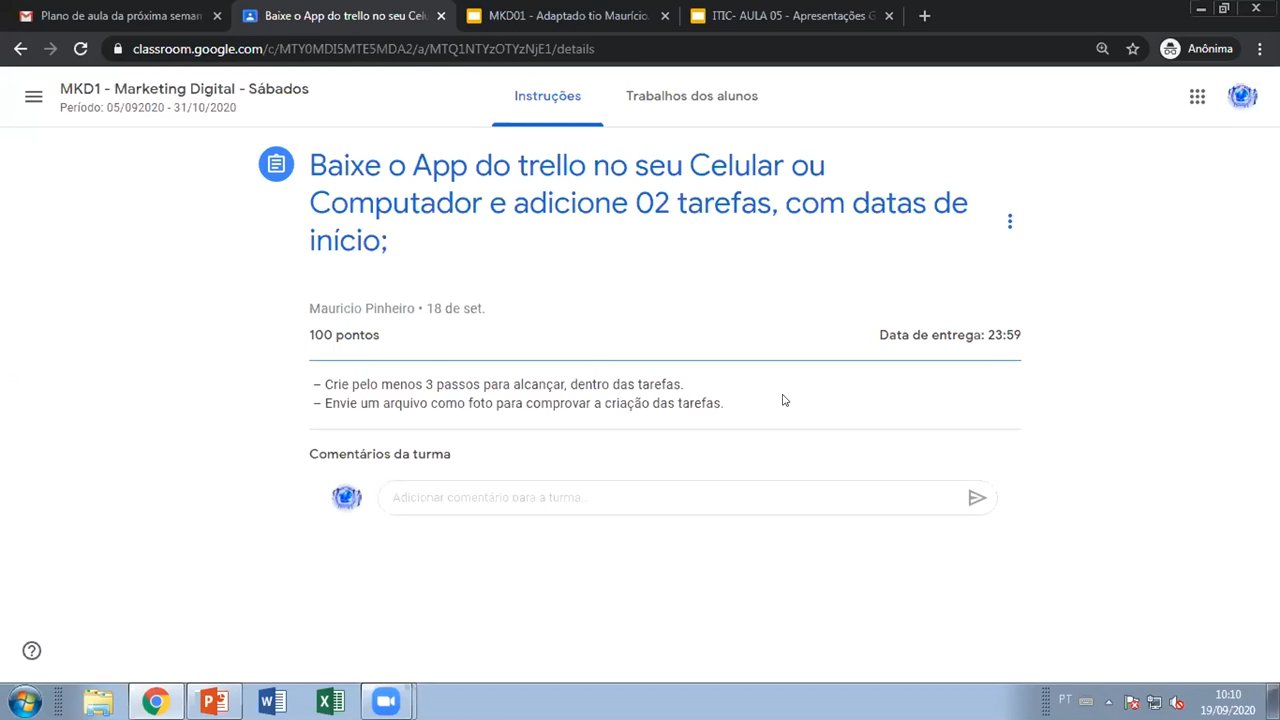 Plano de aula da próxima seman
Baixe o App do trello no seu Celu
MKD01 - Adaptado tio Maurício.
ITIC- AULA 05 - Apresentações G
classroom.google.com/c/MTY0MDI5MTE5MDA2/a/MTQ1NTYzOTYzNjE1/details
Anônima
MKD1 - Marketing Digital - Sábados
Período: 05/092020 - 31/10/2020
Instruções
Trabalhos dos alunos
Baixe o App do trello no seu Celular ou
Computador e adicione 02 tarefas, com datas de
início;
Mauricio Pinheiro • 18 de set.
100 pontos
Data de entrega: 23:59
– Crie pelo menos 3 passos para alcançar, dentro das tarefas.
– Envie um arquivo como foto para comprovar a criação das tarefas.
Comentários da turma
Adicionar comentário para a turma...
PT
10:10
19/09/2020